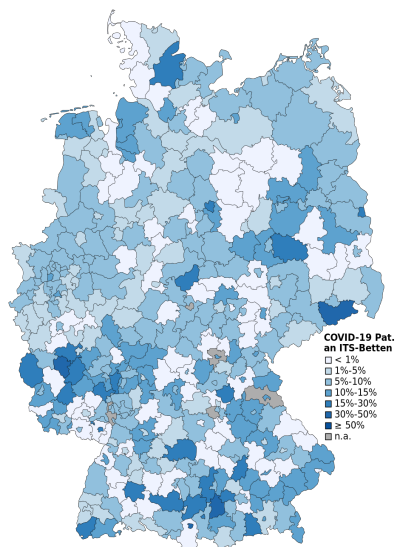 COVID-19 Pat.
an ITS-Betten
< 1%
1%-5%
5%-10%
10%-15%
15%-30%
30%-50%
≥ 50%
n.a.